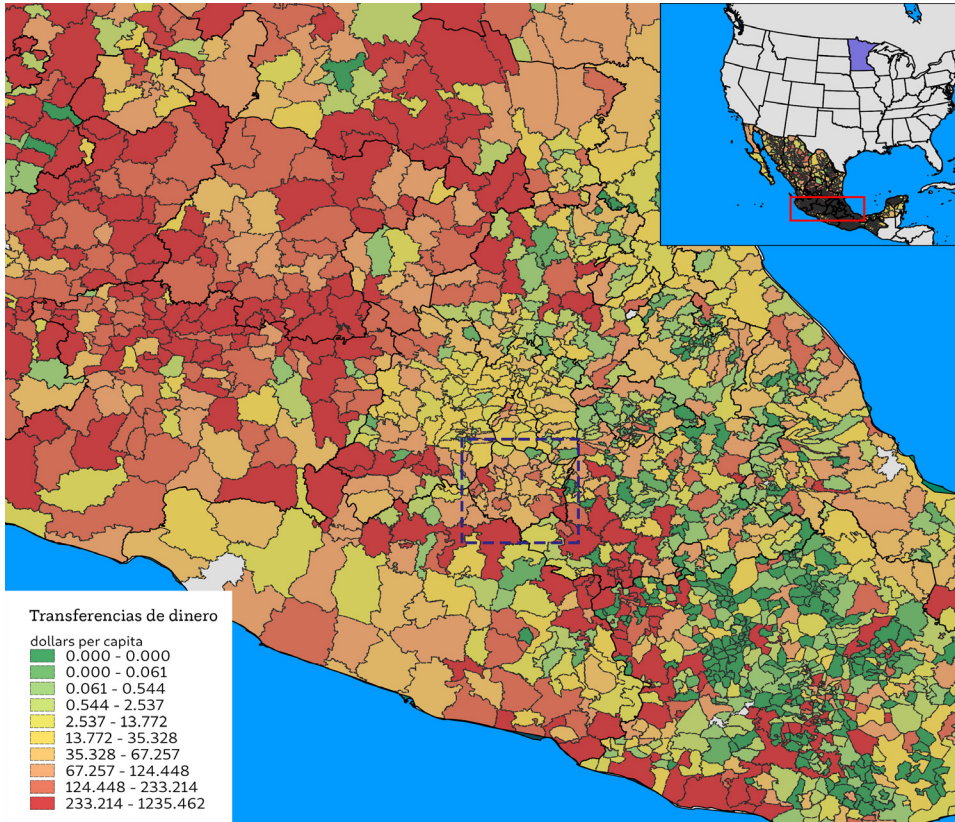 Transferencias de dinero
dollars per capita
0.000 - 0.000
0.000 - 0.061
0.061 - 0.544
0.544 - 2.537
2.537 - 13.772
13.772 - 35.328
35.328 - 67.257
67.257 - 124.448
124.448 - 233.214
233.214 - 1235.462